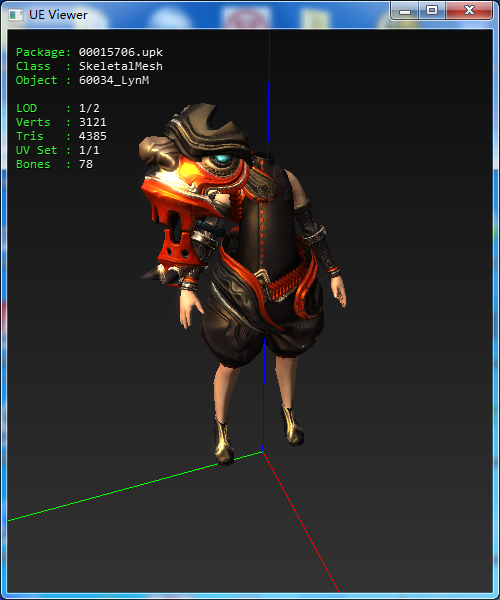 UE Viewer
Package: 00015706.upk
Class : SkeletalMesh
Object : 60034_LynM
LOD : 1/2
Verts : 3121
Tris : 4385
UV Set : 1/1
Bones : 78